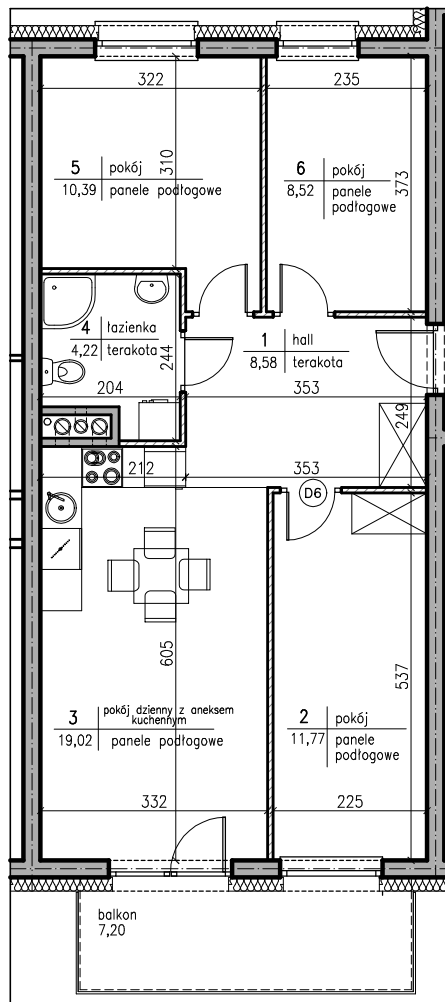 322
235
310
373
5 pokój
10,39 panele podłogowe
6 pokój
8,52 panele
podłogowe
4 łazienka
4,22 terakota
244
1 hall
8,58 terakota
204
353
249
212
353
D6
605
537
3 pokój dzienny z aneksem
kuchennym
19,02 panele podłogowe
2 pokój
11,77 panele
podłogowe
332
225
balkon
7,20